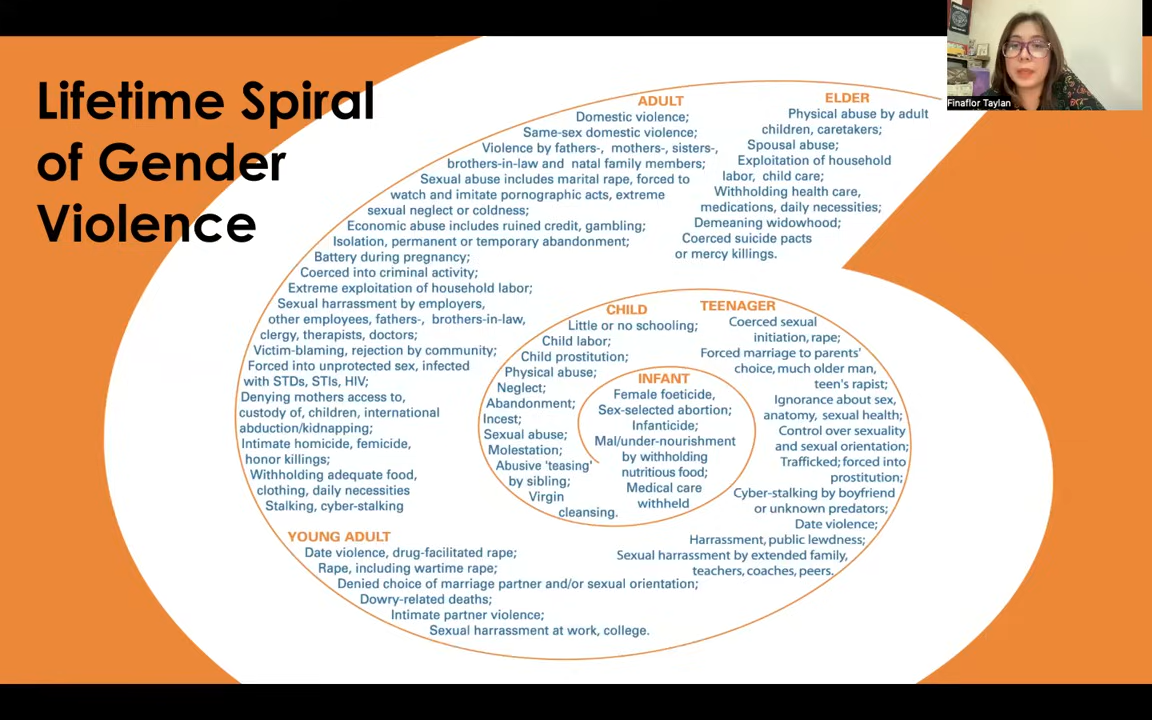 Lifetime Spiral
of Gender
Violence
Finaflor Taylan
ADULT
Domestic violence;
Same-sex domestic violence;
Violence by fathers-, mothers-, sisters-,
brothers-in-law and natal family members;
Sexual abuse includes marital rape, forced to
watch and imitate pornographic acts, extreme
sexual neglect or coldness;
Economic abuse includes ruined credit, gambling;
Isolation, permanent or temporary abandonment;
Battery during pregnancy;
Coerced into criminal activity;
Extreme exploitation of household labor;
Sexual harrassment by employers,
other employees, fathers-, brothers-in-law,
clergy, therapists, doctors;
Victim-blaming, rejection by community;
Forced into unprotected sex, infected
with STDs, STIs, HIV;
Denying mothers access to,
custody of, children, international
abduction/kidnapping;
Intimate homicide, femicide,
honor killings;
Withholding adequate food,
clothing, daily necessities
Stalking, cyber-stalking
ELDER
Physical abuse by adult
children, caretakers;
Spousal abuse;
Exploitation of household
labor, child care;
Withholding health care,
medications, daily necessities;
Demeaning widowhood;
Coerced suicide pacts
or mercy killings.
CHILD
Little or no schooling;
Child labor;
Child prostitution;
Physical abuse;
Neglect;
Abandonment;
Incest;
Sexual abuse;
Molestation;
Abusive 'teasing'
by sibling;
Virgin
cleansing.
INFANT
Female foeticide,
Sex-selected abortion;
Infanticide;
Mal/under-nourishment
by withholding
nutritious food;
Medical care
withheld
TEENAGER
Coerced sexual
initiation, rape;
Forced marriage to parents'
choice, much older man,
teen's rapist;
Ignorance about sex,
anatomy, sexual health;
Control over sexuality
and sexual orientation;
Trafficked; forced into
prostitution;
Cyber-stalking by boyfriend
or unknown predators;
Date violence;
Harrassment, public lewdness;
Sexual harrassment by extended family,
teachers, coaches, peers.
YOUNG ADULT
Date violence, drug-facilitated rape;
Rape, including wartime rape;
Denied choice of marriage partner and/or sexual orientation;
Dowry-related deaths;
Intimate partner violence;
Sexual harrassment at work, college.